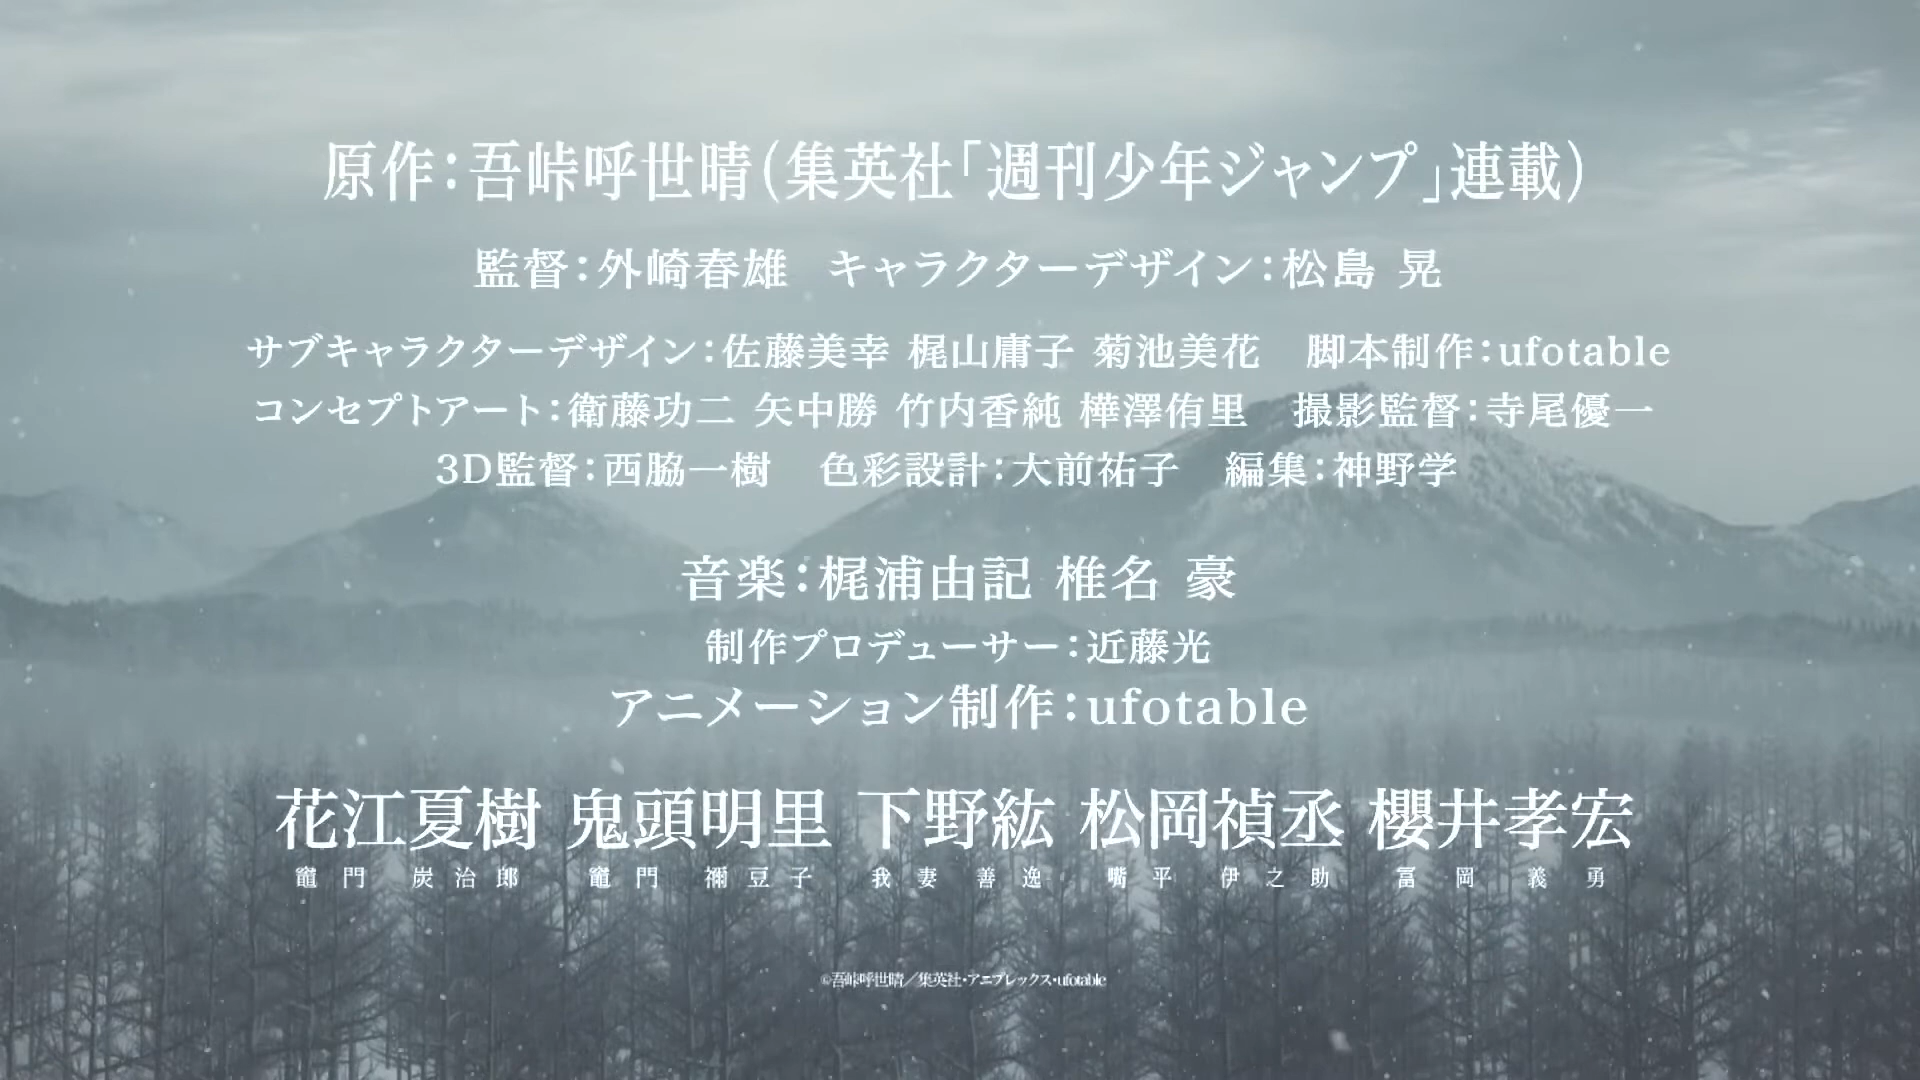 原作：吾峠呼世晴(集英社｢週刊少年ジャンプ｣連載)
監督：外崎春雄 キャラクターデザイン：松島 晃
サブキャラクターデザイン：佐藤美幸 梶山庸子 菊池美花 脚本制作：ufotable
コンセプトアート：衛藤功二 矢中勝 竹内香純 樺澤侑里 撮影監督：寺尾優一
3D監督：西脇一樹 色彩設計：大前祐子 編集：神野学
音楽：梶浦由記 椎名 豪
制作プロデューサー：近藤光
アニメーション制作：ufotable
花江夏樹 鬼頭明里 下野紘 松岡禎丞 櫻井孝宏
竈門 炭治郎 竈門 禰豆子 我妻 善逸 嘴平 伊之助 冨岡 義勇
©吾峠呼世晴／集英社・アニプレックス・ufotable